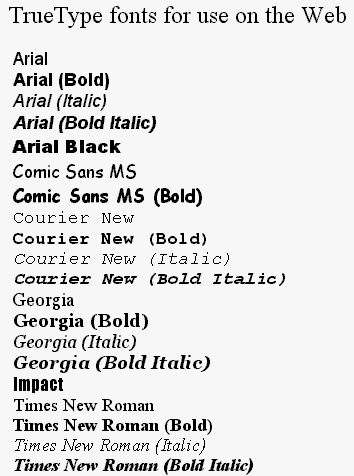 TrueType fonts for use on the Web
Arial
Arial (Bold)
Arial (Italic)
Arial (Bold Italic)
Arial Black
Comic Sans MS
Comic Sans MS (Bold)
Courier New
Courier New (Bold)
Courier New (Italic)
Courier New (Bold Italic)
Georgia
Georgia (Bold)
Georgia (Italic)
Georgia (Bold Italic)
Impact
Times New Roman
Times New Roman (Bold)
Times New Roman (Italic)
Times New Roman (Bold Italic)